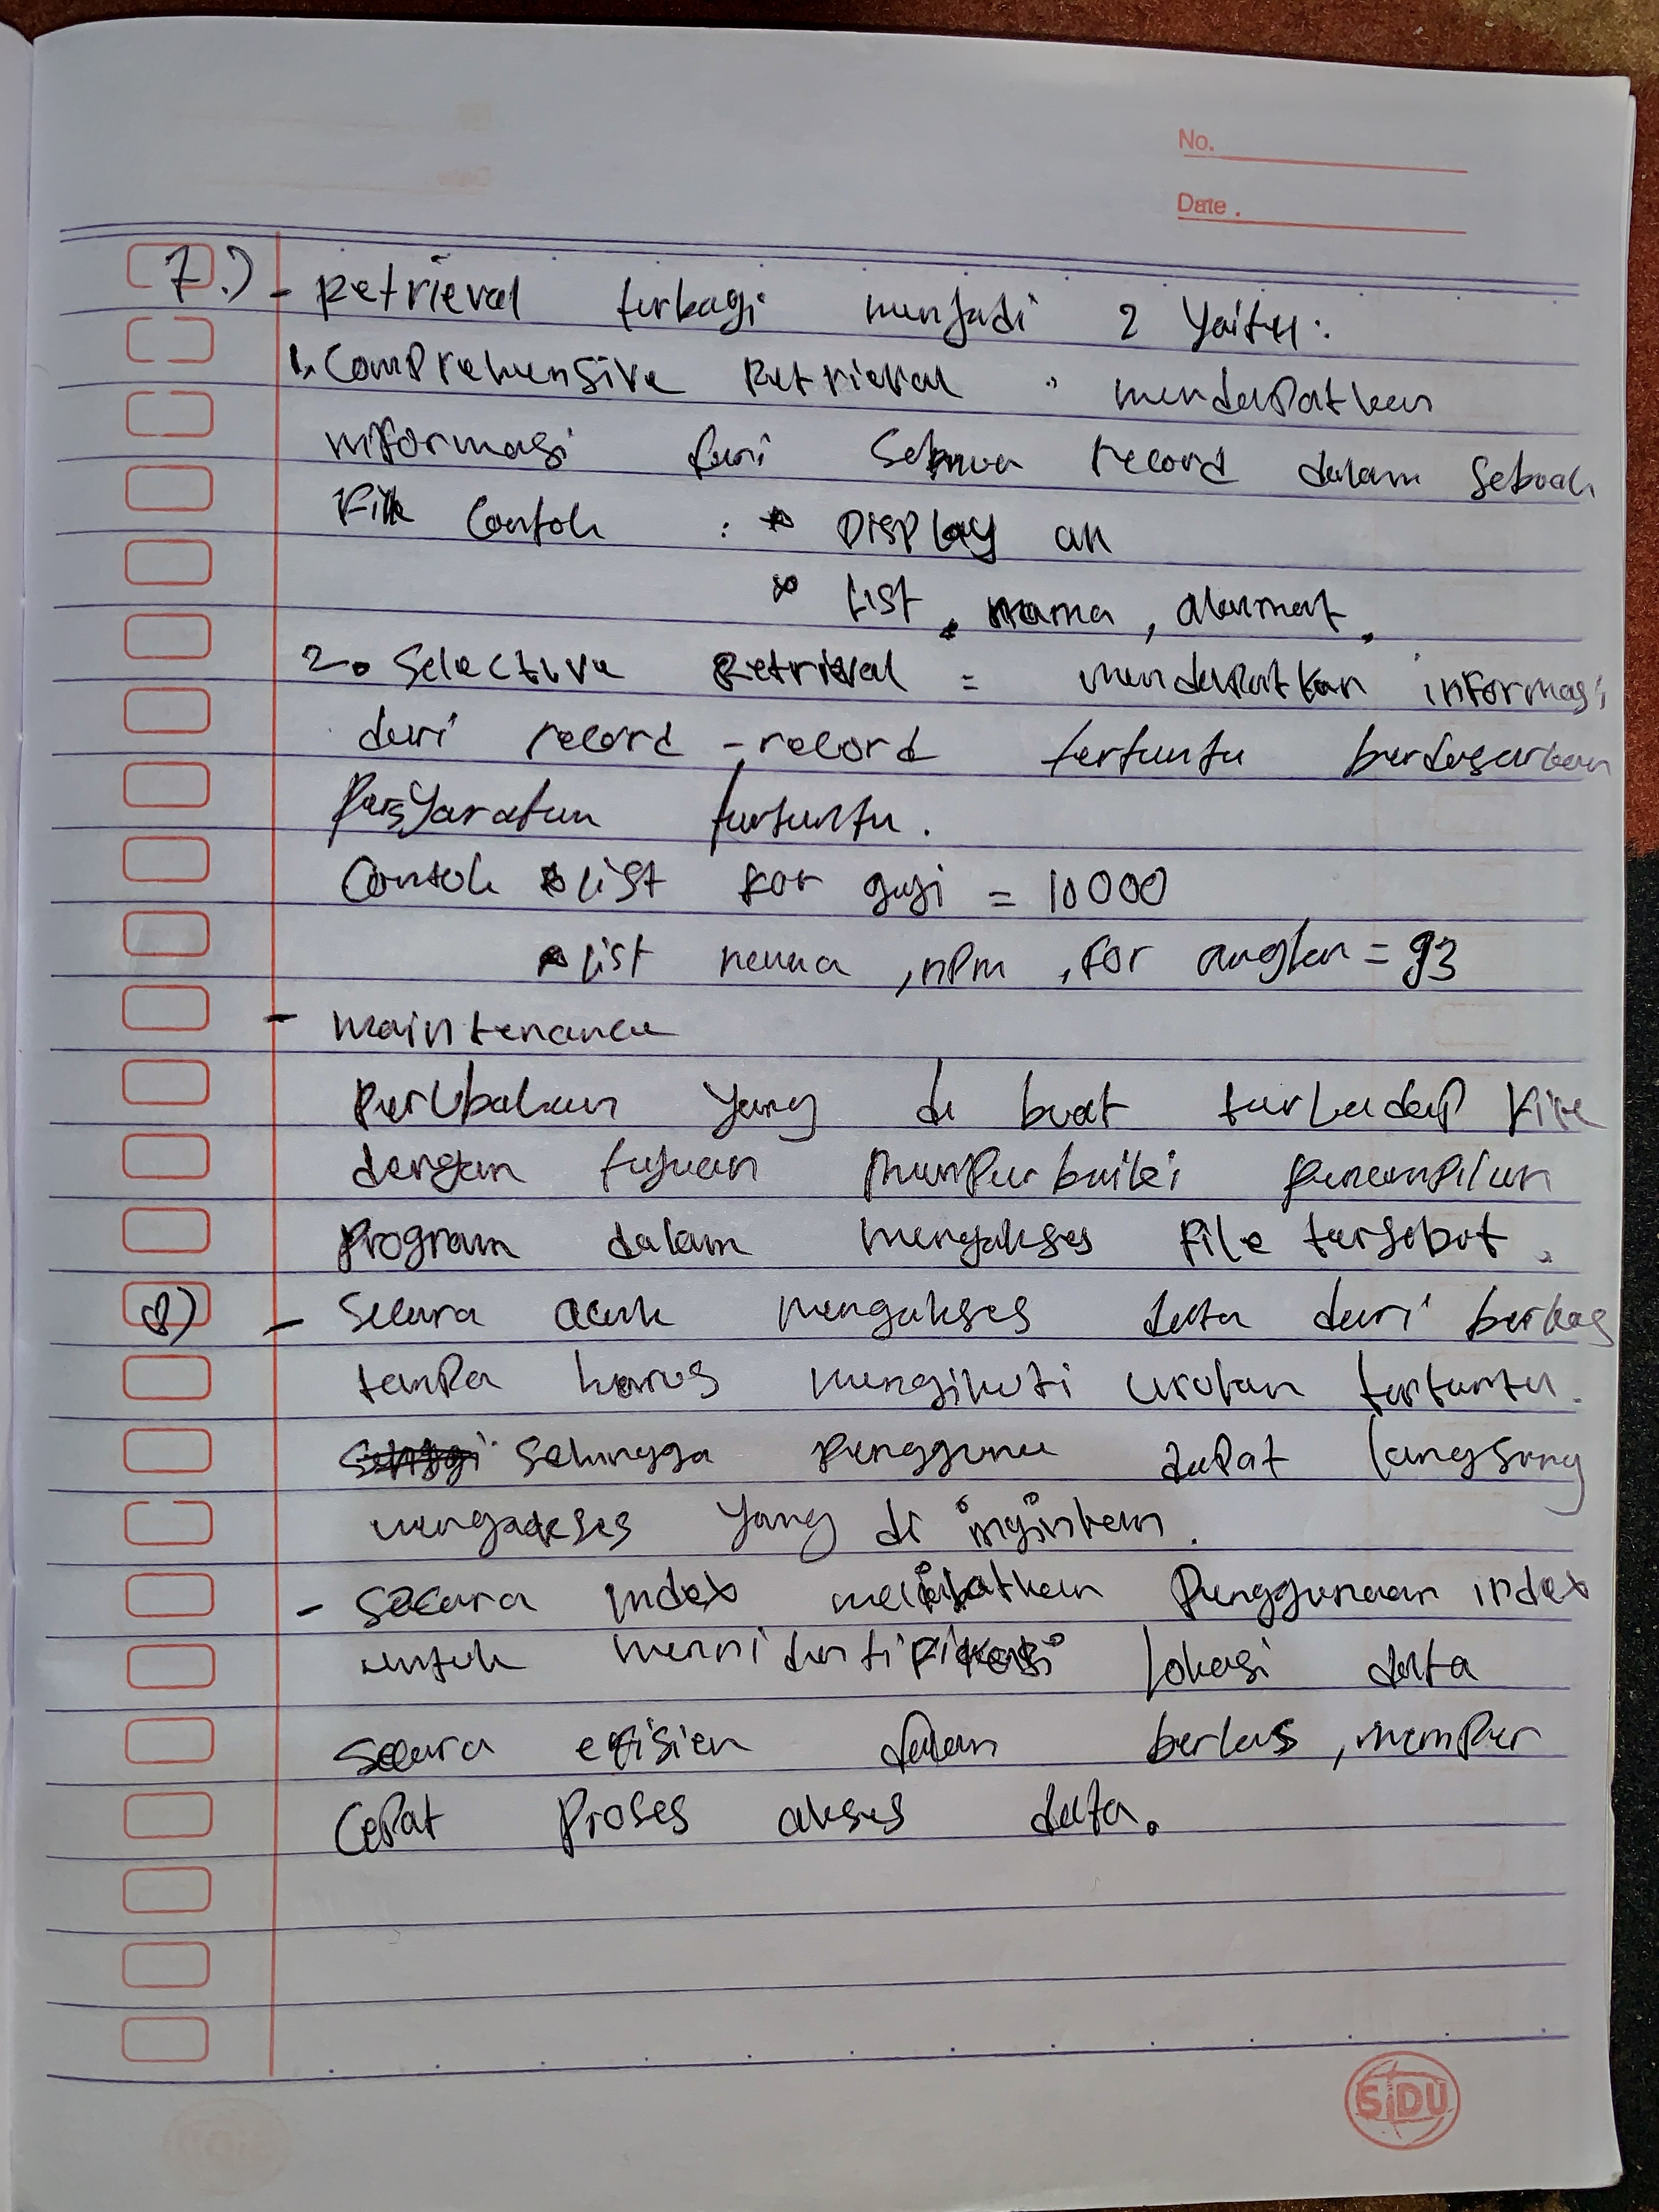 No.
Date.
7.) - Retrieval terbagi menjadi 2 yaitu:
1. Comprehensive Retrieval : mendapatkan
informasi dari semua record dalam sebuah
File Contoh : * Display all
* List, nama, alamat.
2. Selective Retrieval = mendapatkan informasi
dari record - record tertentu berdasarkan
Persyaratan tertentu.
Contoh * List for gaji = 10000
* List nama, npm, for angkan = 93
- maintenance
Perubahan yang di buat terhadap File
dengan tujuan memperbaiki penampilan
program dalam mengakses File tersebut.
8) - Secara acak mengakses data dari berkas
tanpa harus mengikuti urutan tertentu.
sehingga pengguna dapat langsung
mengakses yang di inginkan.
- Secara index melibatkan Penggunaan index
untuk mennidentifikasi lokasi data
secara efisien dalam berkas, memper
cepat Proses akses data.
SiDU